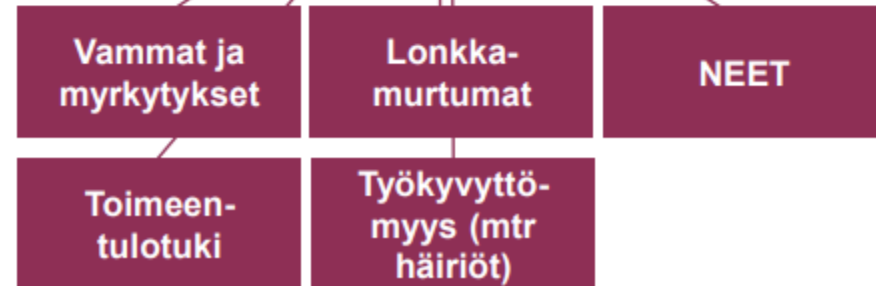 Vammat ja
myrkytykset
Lonkka-
murtumat
NEET
Toimeen-
tulotuki
Työkyvyttö-
myys (mtr
häiriöt)